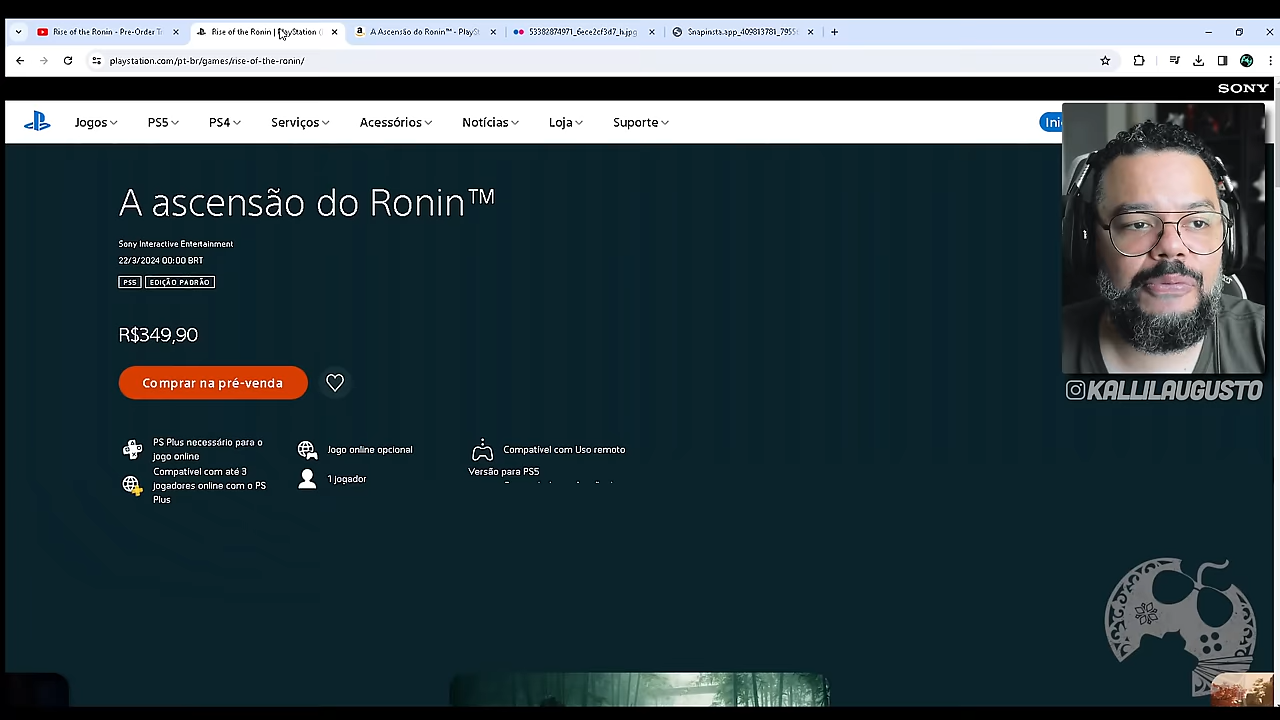 Rise of the Ronin - Pre-Order Tr
Rise of the Ronin | PlayStation (
A Ascensão do Ronin™ - PlayS
53382874971_6ece2cf3d7_h.jpg
Snapinsta.app_409813781_7955
playstation.com/pt-br/games/rise-of-the-ronin/
SONY
Jogos
PS5
PS4
Serviços
Acessórios
Notícias
Loja
Suporte
Ini
A ascensão do Ronin™
Sony Interactive Entertainment
22/3/2024 00:00 BRT
PS5 EDIÇÃO PADRÃO
R$349,90
Comprar na pré-venda
PS Plus necessário para o
jogo online
Compatível com até 3
jogadores online com o PS
Plus
Jogo online opcional
1 jogador
Compatível com Uso remoto
Versão para PS5
KALLILAUGUSTO